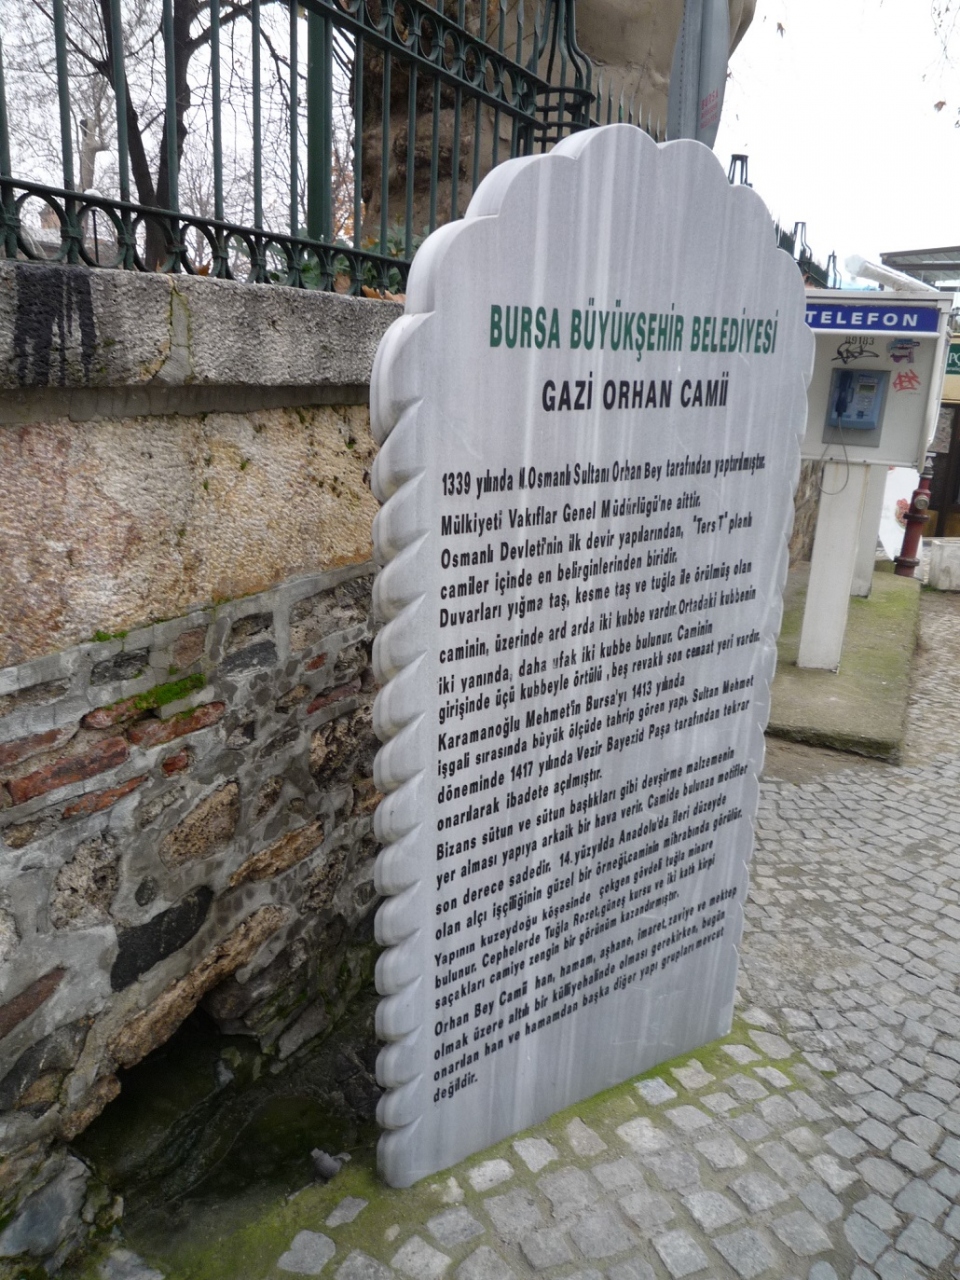 BURSA BÜYÜKŞEHİR BELEDİYESİ
GAZİ ORHAN CAMİİ
1339 yılında II.Osmanlı Sultanı Orhan Bey tarafından yaptırılmıştır.
Mülkiyeti Vakıflar Genel Müdürlüğü'ne aittir.
Osmanlı Devleti'nin ilk devir yapılarından, "Ters T" planlı
camiler içinde en belirginlerinden biridir.
Duvarları yığma taş, kesme taş ve tuğla ile örülmüş olan
caminin, üzerinde ard arda iki kubbe vardır. Ortadaki kubbenin
iki yanında, daha ufak iki kubbe bulunur. Caminin
girişinde üçü kubbeyle örtülü, beş revaklı son cemaat yeri vardır.
Karamanoğlu Mehmet'in Bursa'yı 1413 yılında
işgali sırasında büyük ölçüde tahrip gören yapı, Sultan Mehmet
döneminde 1417 yılında Vezir Bayezid Paşa tarafından tekrar
onarılarak ibadete açılmıştır.
Bizans sütun ve sütun başlıkları gibi devşirme malzemenin
yer alması yapıya arkaik bir hava verir. Camide bulunan motifler
son derece sadedir. 14. yüzyılda Anadolu'da ileri düzeyde
olan alçı işçiliğinin güzel bir örneği,caminin mihrabında görülür.
Yapının kuzeydoğu köşesinde çokgen gövdeli tuğla minare
bulunur. Cephelerde Tuğla Rozet,güneş kursu ve iki katlı kirpi
saçakları camiye zengin bir görünüm kazandırmıştır.
Orhan Bey Camii han, hamam, aşhane, imaret,zaviye ve mektep
olmak üzere altılı bir külliyehalinde olması gerekirken, bugün
onarılan han ve hamamdan başka diğer yapı grupları mevcut
değildir.
TELEFON
89183